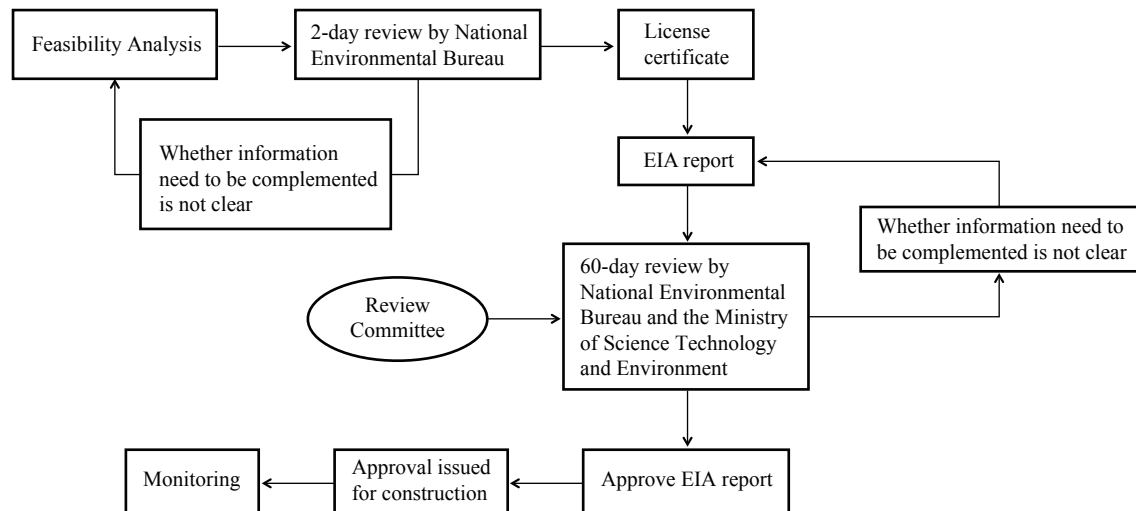 Feasibility Analysis
2-day review by National
Environmental Bureau
License
certificate
Whether information
need to be complemented
is not clear
EIA report
Whether information need to
be complemented is not clear
Review
Committee
60-day review by
National Environmental
Bureau and the Ministry
of Science Technology
and Environment
Monitoring
Approval issued
for construction
Approve EIA report